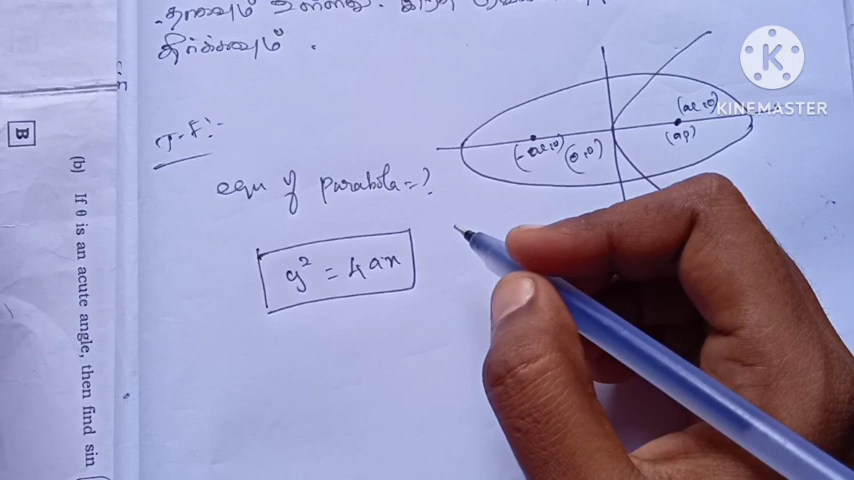 தீர்க்கவும் .
T.F:-
equ of parabola = ?
y² = 4ax
(-ae,0) (0,0) (ae,0)
(a,0)
K
KINEMASTER
B
(b) If θ is an acute angle, then find sin